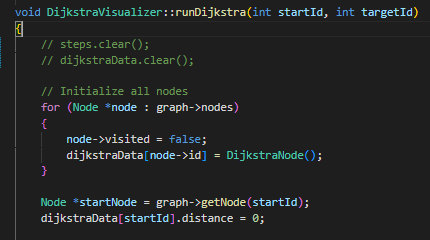 void DijkstraVisualizer::runDijkstra(int startId, int targetId)
{
    // steps.clear();
    // dijkstraData.clear();

    // Initialize all nodes
    for (Node *node : graph->nodes)
    {
        node->visited = false;
        dijkstraData[node->id] = DijkstraNode();
    }

    Node *startNode = graph->getNode(startId);
    dijkstraData[startId].distance = 0;